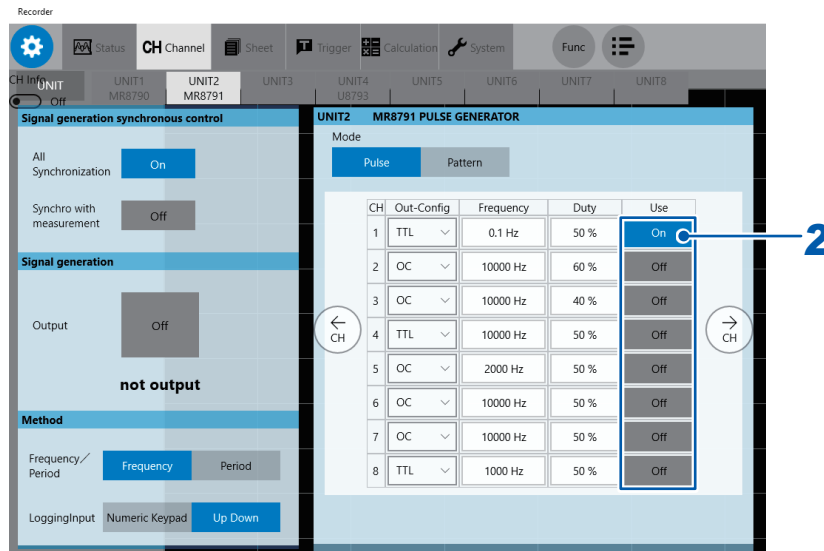 Recorder
Status CH Channel Sheet Trigger Calculation System Func
CH Info UNIT UNIT1 UNIT2 UNIT3 UNIT4 UNIT5 UNIT6 UNIT7 UNIT8
Off MR8790 MR8791 U8793
Signal generation synchronous control
All
Synchronization On
Synchro with
measurement Off
Signal generation
Output Off
not output
Method
Frequency/
Period Frequency Period
LoggingInput Numeric Keypad Up Down
UNIT2 MR8791 PULSE GENERATOR
Mode
Pulse Pattern
CH Out-Config Frequency Duty Use
1 TTL 0.1 Hz 50 % On
2 OC 10000 Hz 60 % Off
3 OC 10000 Hz 40 % Off
4 TTL 10000 Hz 50 % Off
5 OC 2000 Hz 50 % Off
6 OC 10000 Hz 50 % Off
7 OC 10000 Hz 50 % Off
8 TTL 1000 Hz 50 % Off
← CH
→ CH
2